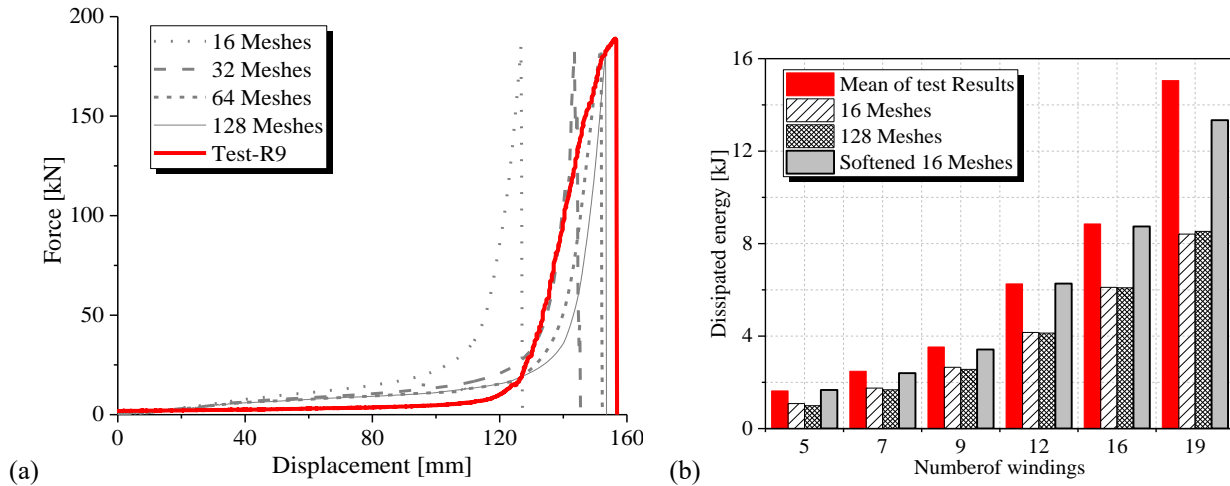 200
150
100
50
0
Force [kN]
16 Meshes
32 Meshes
64 Meshes
128 Meshes
Test-R9
0 40 80 120 160
Displacement [mm]
(a)
16
12
8
4
0
Dissipated energy [kJ]
Mean of test Results
16 Meshes
128 Meshes
Softened 16 Meshes
5 7 9 12 16 19
Numberof windings
(b)